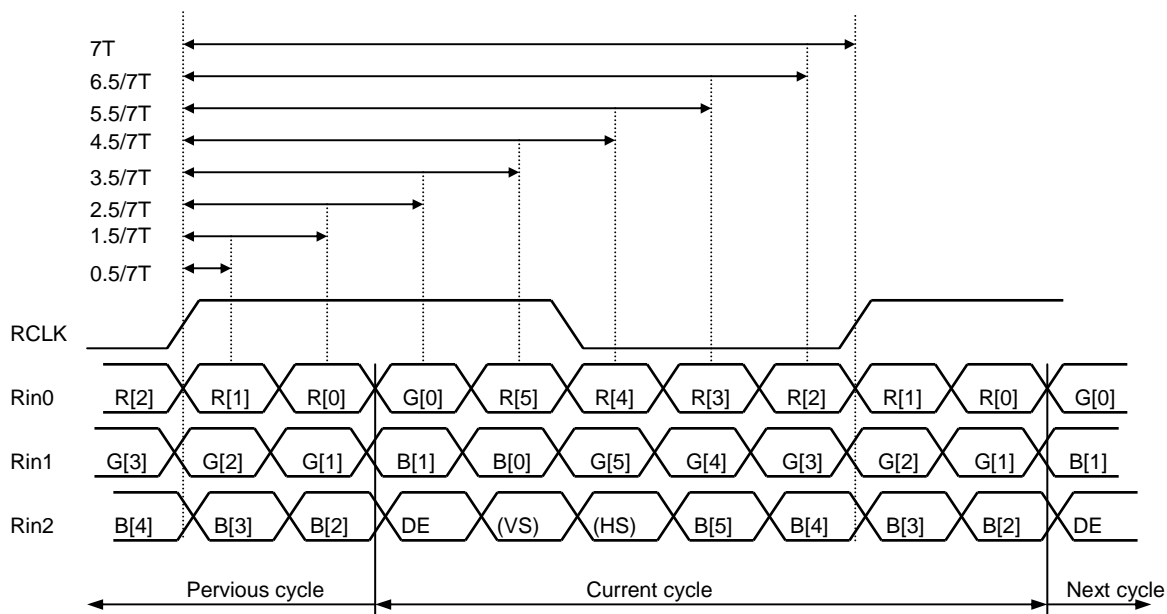 7T
6.5/7T
5.5/7T
4.5/7T
3.5/7T
2.5/7T
1.5/7T
0.5/7T
RCLK
Rin0 R[2] R[1] R[0] G[0] R[5] R[4] R[3] R[2] R[1] R[0] G[0]
Rin1 G[3] G[2] G[1] B[1] B[0] G[5] G[4] G[3] G[2] G[1] B[1]
Rin2 B[4] B[3] B[2] DE (VS) (HS) B[5] B[4] B[3] B[2] DE
Pervious cycle Current cycle Next cycle